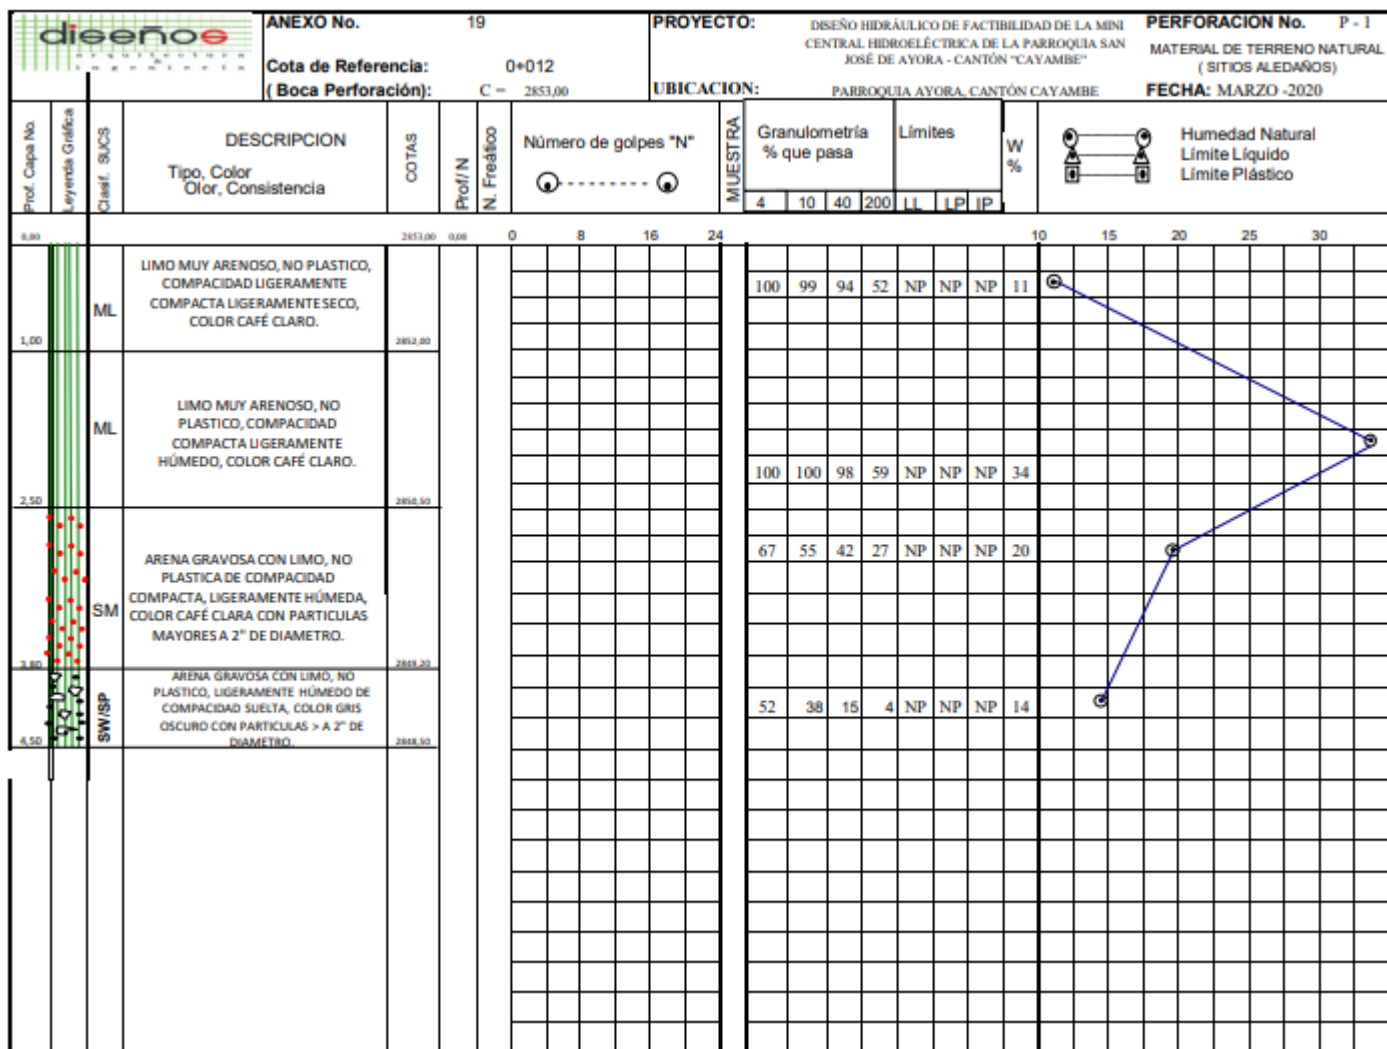 diseños
ANEXO No. 19
Cota de Referencia: 0+012
( Boca Perforación): C = 2853,00
PROYECTO: DISEÑO HIDRÁULICO DE FACTIBILIDAD DE LA MINI
CENTRAL HIDROELÉCTRICA DE LA PARROQUIA SAN
JOSÉ DE AYORA - CANTÓN “CAYAMBE”
UBICACION: PARROQUIA AYORA, CANTÓN CAYAMBE
PERFORACION No. P - 1
MATERIAL DE TERRENO NATURAL
( SITIOS ALEDAÑOS)
FECHA: MARZO -2020
Prof. Capa No.
Leyenda Gráfica
Clasif. SUCS
DESCRIPCION
Tipo, Color
Olor, Consistencia
COTAS
Prof/ N
N. Freático
Número de golpes "N"
MUESTRA
Granulometría
% que pasa
4 10 40 200
Límites
LL LP IP
W
%
Humedad Natural
Límite Líquido
Límite Plástico
0,00 2853,00 0,00 0 8 16 24 10 15 20 25 30
LIMO MUY ARENOSO, NO PLASTICO,
COMPACIDAD LIGERAMENTE
COMPACTA LIGERAMENTE SECO,
COLOR CAFÉ CLARO.
ML
100 99 94 52 NP NP NP 11
1,00 2852,00
LIMO MUY ARENOSO, NO
PLASTICO, COMPACIDAD
COMPACTA LIGERAMENTE
HÚMEDO, COLOR CAFÉ CLARO.
ML
100 100 98 59 NP NP NP 34
2,50 2850,50
ARENA GRAVOSA CON LIMO, NO
PLASTICA DE COMPACIDAD
COMPACTA, LIGERAMENTE HÚMEDA,
COLOR CAFÉ CLARA CON PARTICULAS
MAYORES A 2" DE DIAMETRO.
SM
67 55 42 27 NP NP NP 20
3,80 2849,20
ARENA GRAVOSA CON LIMO, NO
PLASTICO, LIGERAMENTE HÚMEDO DE
COMPACIDAD SUELTA, COLOR GRIS
OSCURO CON PARTICULAS > A 2" DE
DIAMETRO.
SW/SP
52 38 15 4 NP NP NP 14
4,50 2848,50